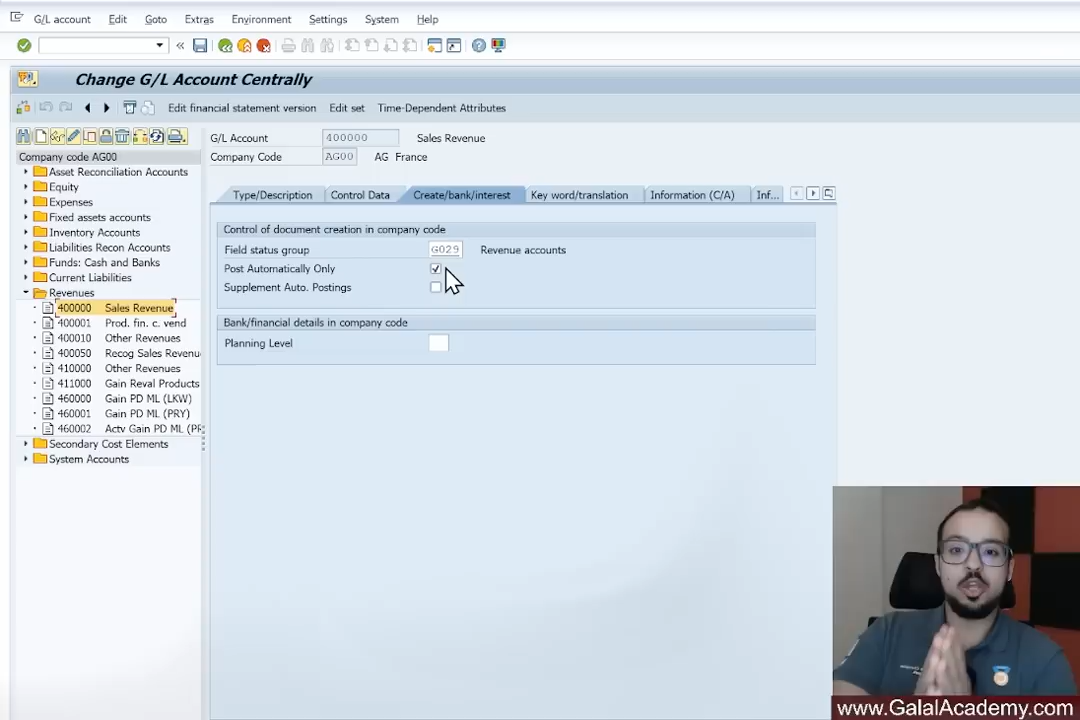 G/L account Edit Goto Extras Environment Settings System Help
Change G/L Account Centrally
Edit financial statement version Edit set Time-Dependent Attributes
G/L Account 400000 Sales Revenue
Company Code AG00 AG France
Company code AG00
Asset Reconciliation Accounts
Equity
Expenses
Fixed assets accounts
Inventory Accounts
Liabilities Recon Accounts
Funds: Cash and Banks
Current Liabilities
Revenues
400000 Sales Revenue
400001 Prod. fin. c. vend
400010 Other Revenues
400050 Recog Sales Revenu
410000 Other Revenues
411000 Gain Reval Products
460000 Gain PD ML (LKW)
460001 Gain PD ML (PRY)
460002 Actv Gain PD ML (PR
Secondary Cost Elements
System Accounts
Type/Description Control Data Create/bank/interest Key word/translation Information (C/A) Inf...
Control of document creation in company code
Field status group G029 Revenue accounts
Post Automatically Only
Supplement Auto. Postings
Bank/financial details in company code
Planning Level
www.GalalAcademy.com